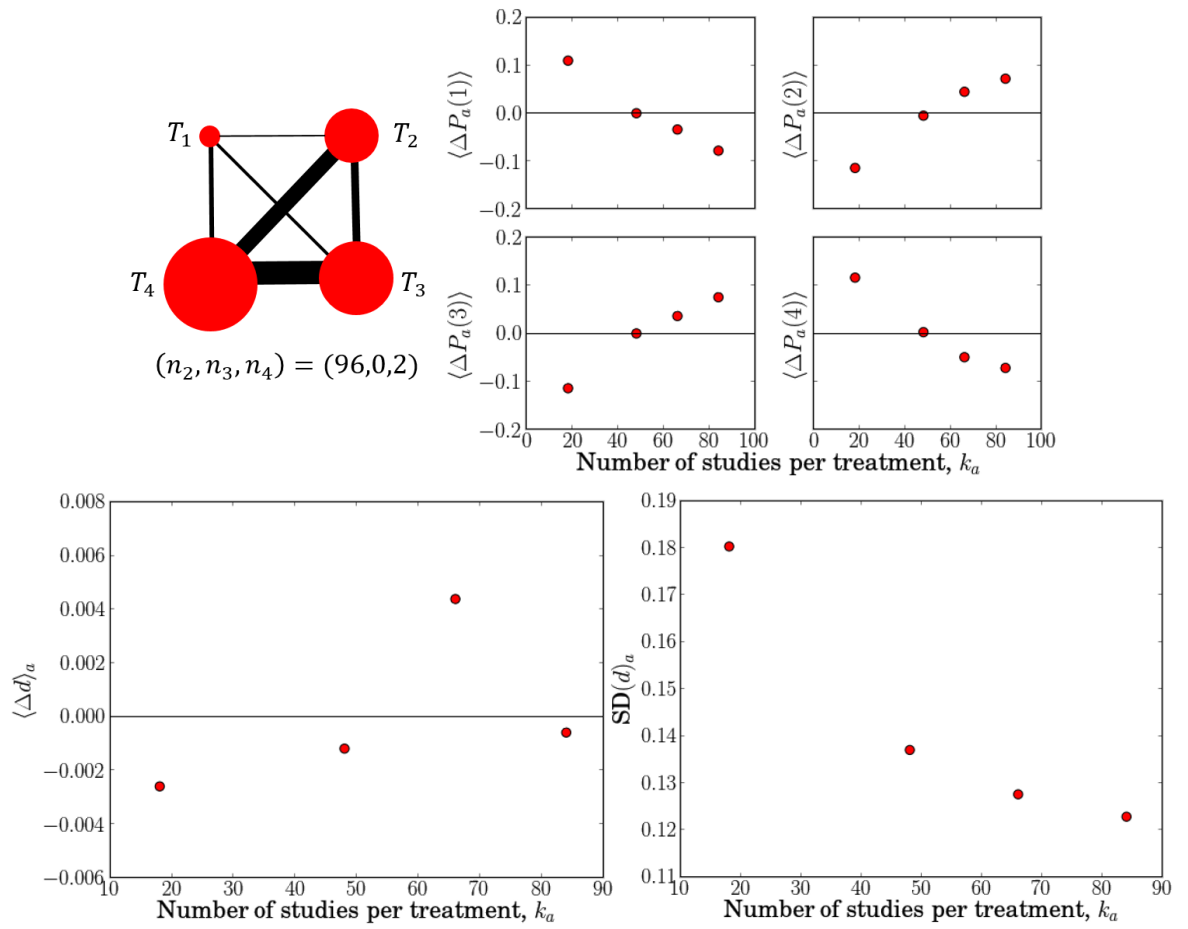 T₁
T₂
T₄
T₃
(n₂,n₃,n₄) = (96,0,2)
⟨ΔPₐ(1)⟩
0.2
0.1
0.0
−0.1
−0.2
⟨ΔPₐ(2)⟩
⟨ΔPₐ(3)⟩
0.2
0.1
0.0
−0.1
−0.2
0 20 40 60 80 100
⟨ΔPₐ(4)⟩
0 20 40 60 80 100
Number of studies per treatment, kₐ
⟨Δd⟩ₐ
0.008
0.006
0.004
0.002
0.000
−0.002
−0.004
−0.006
10 20 30 40 50 60 70 80 90
Number of studies per treatment, kₐ
SD(d)ₐ
0.19
0.18
0.17
0.16
0.15
0.14
0.13
0.12
0.11
10 20 30 40 50 60 70 80 90
Number of studies per treatment, kₐ